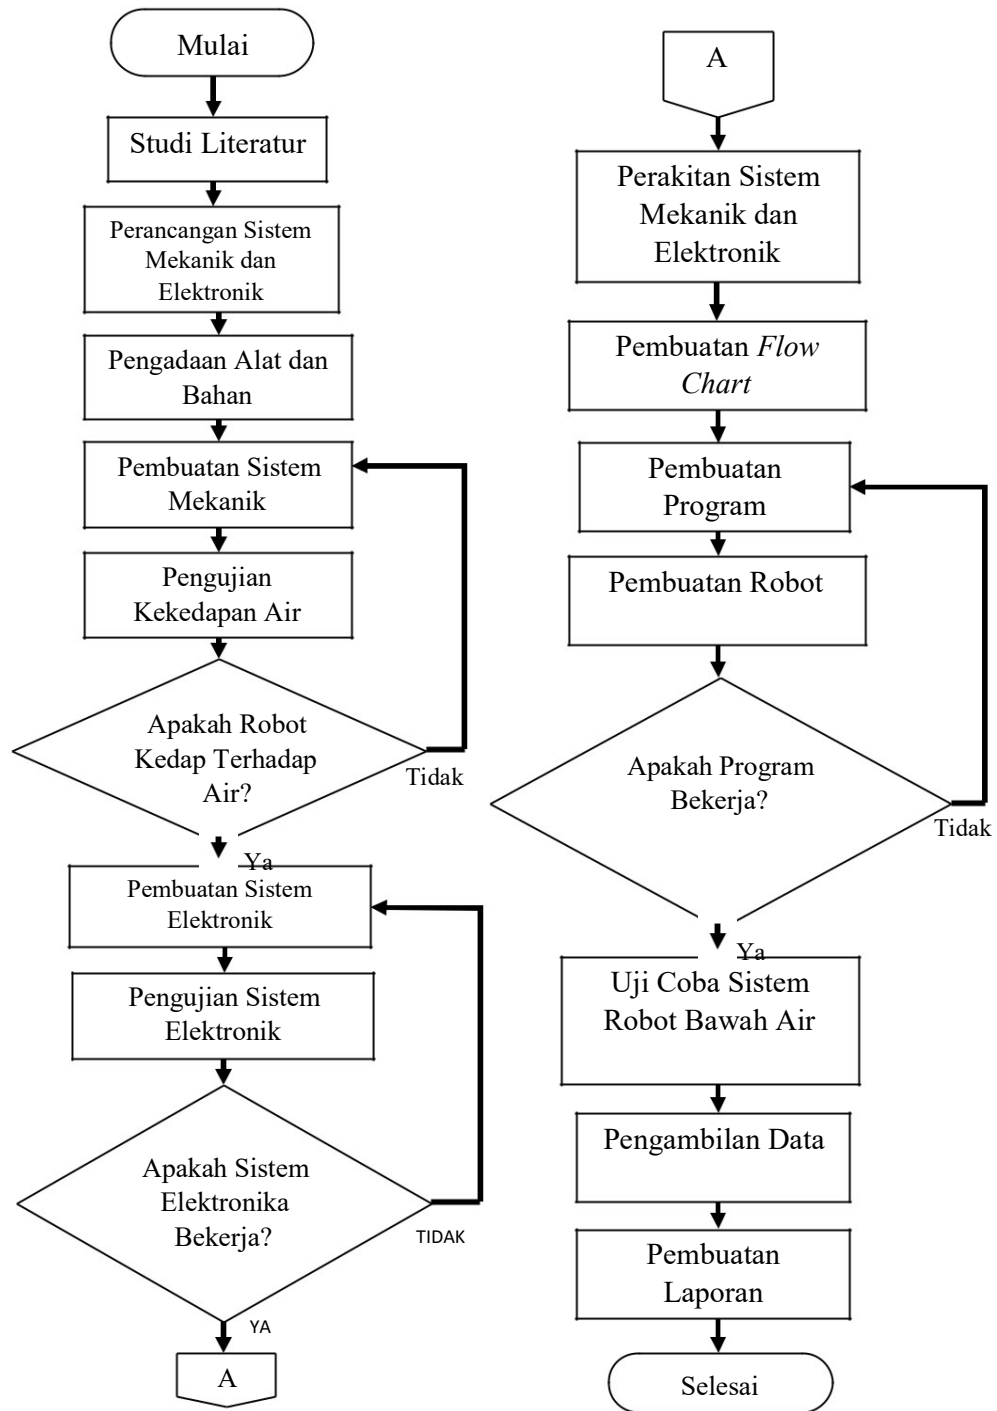 Mulai
Studi Literatur
Perancangan Sistem
Mekanik dan
Elektronik
Pengadaan Alat dan
Bahan
Pembuatan Sistem
Mekanik
Pengujian
Kekedapan Air
Apakah Robot
Kedap Terhadap
Air?
Tidak
Ya
Pembuatan Sistem
Elektronik
Pengujian Sistem
Elektronik
Apakah Sistem
Elektronika
Bekerja?
TIDAK
YA
A
A
Perakitan Sistem
Mekanik dan
Elektronik
Pembuatan Flow
Chart
Pembuatan
Program
Pembuatan Robot
Apakah Program
Bekerja?
Tidak
Ya
Uji Coba Sistem
Robot Bawah Air
Pengambilan Data
Pembuatan
Laporan
Selesai